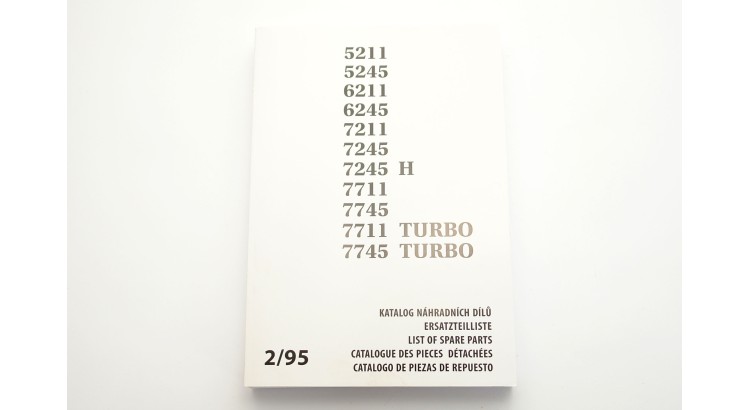 5211
5245
6211
6245
7211
7245
7245 H
7711
7745
7711 TURBO
7745 TURBO
KATALOG NÁHRADNÍCH DÍLŮ
ERSATZTEILLISTE
LIST OF SPARE PARTS
CATALOGUE DES PIECES DÉTACHÉES
CATALOGO DE PIEZAS DE REPUESTO
2/95